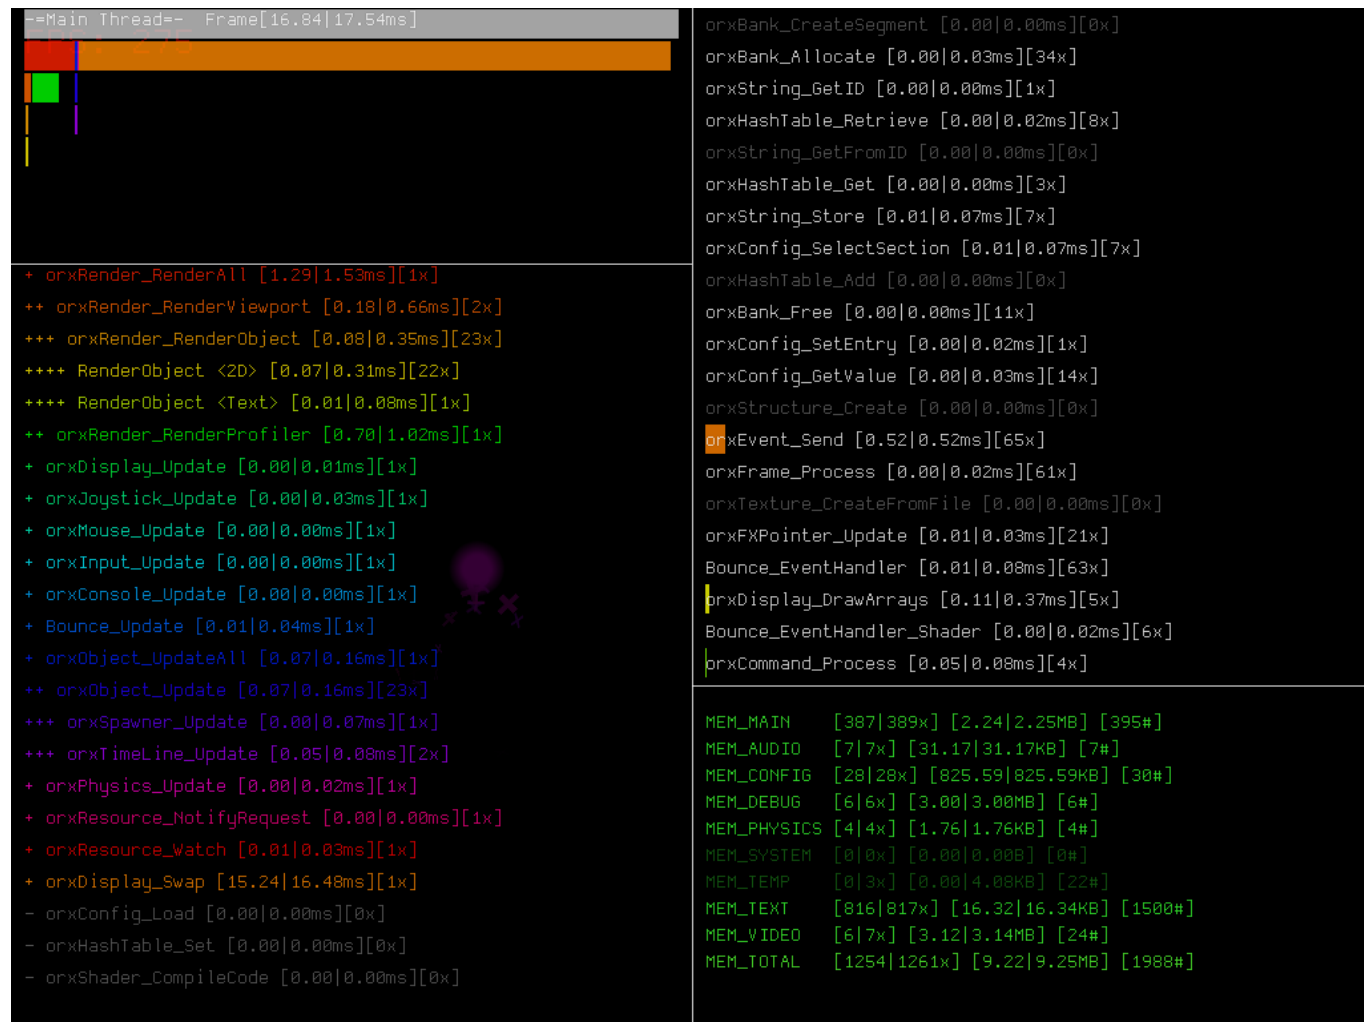 -=Main Thread=-  Frame[16.84|17.54ms]
FPS: 275
+ orxRender_RenderAll [1.29|1.53ms][1x]
++ orxRender_RenderViewport [0.18|0.66ms][2x]
+++ orxRender_RenderObject [0.08|0.35ms][23x]
++++ RenderObject <2D> [0.07|0.31ms][22x]
++++ RenderObject <Text> [0.01|0.08ms][1x]
++ orxRender_RenderProfiler [0.70|1.02ms][1x]
+ orxDisplay_Update [0.00|0.01ms][1x]
+ orxJoystick_Update [0.00|0.03ms][1x]
+ orxMouse_Update [0.00|0.00ms][1x]
+ orxInput_Update [0.00|0.00ms][1x]
+ orxConsole_Update [0.00|0.00ms][1x]
+ Bounce_Update [0.01|0.04ms][1x]
+ orxObject_UpdateAll [0.07|0.16ms][1x]
++ orxObject_Update [0.07|0.16ms][23x]
+++ orxSpawner_Update [0.00|0.07ms][1x]
+++ orxTimeLine_Update [0.05|0.08ms][2x]
+ orxPhysics_Update [0.00|0.02ms][1x]
+ orxResource_NotifyRequest [0.00|0.00ms][1x]
+ orxResource_Watch [0.01|0.03ms][1x]
+ orxDisplay_Swap [15.24|16.48ms][1x]
- orxConfig_Load [0.00|0.00ms][0x]
- orxHashTable_Set [0.00|0.00ms][0x]
- orxShader_CompileCode [0.00|0.00ms][0x]
orxBank_CreateSegment [0.00|0.00ms][0x]
orxBank_Allocate [0.00|0.03ms][34x]
orxString_GetID [0.00|0.00ms][1x]
orxHashTable_Retrieve [0.00|0.02ms][8x]
orxString_GetFromID [0.00|0.00ms][0x]
orxHashTable_Get [0.00|0.00ms][3x]
orxString_Store [0.01|0.07ms][7x]
orxConfig_SelectSection [0.01|0.07ms][7x]
orxHashTable_Add [0.00|0.00ms][0x]
orxBank_Free [0.00|0.00ms][11x]
orxConfig_SetEntry [0.00|0.02ms][1x]
orxConfig_GetValue [0.00|0.03ms][14x]
orxStructure_Create [0.00|0.00ms][0x]
orxEvent_Send [0.52|0.52ms][65x]
orxFrame_Process [0.00|0.02ms][61x]
orxTexture_CreateFromFile [0.00|0.00ms][0x]
orxFXPointer_Update [0.01|0.03ms][21x]
Bounce_EventHandler [0.01|0.08ms][63x]
orxDisplay_DrawArrays [0.11|0.37ms][5x]
Bounce_EventHandler_Shader [0.00|0.02ms][6x]
orxCommand_Process [0.05|0.08ms][4x]
MEM_MAIN    [387|389x] [2.24|2.25MB] [395#]
MEM_AUDIO   [7|7x] [31.17|31.17KB] [7#]
MEM_CONFIG  [28|28x] [825.59|825.59KB] [30#]
MEM_DEBUG   [6|6x] [3.00|3.00MB] [6#]
MEM_PHYSICS [4|4x] [1.76|1.76KB] [4#]
MEM_SYSTEM  [0|0x] [0.00|0.00B] [0#]
MEM_TEMP    [0|3x] [0.00|4.08KB] [22#]
MEM_TEXT    [816|817x] [16.32|16.34KB] [1500#]
MEM_VIDEO   [6|7x] [3.12|3.14MB] [24#]
MEM_TOTAL   [1254|1261x] [9.22|9.25MB] [1988#]